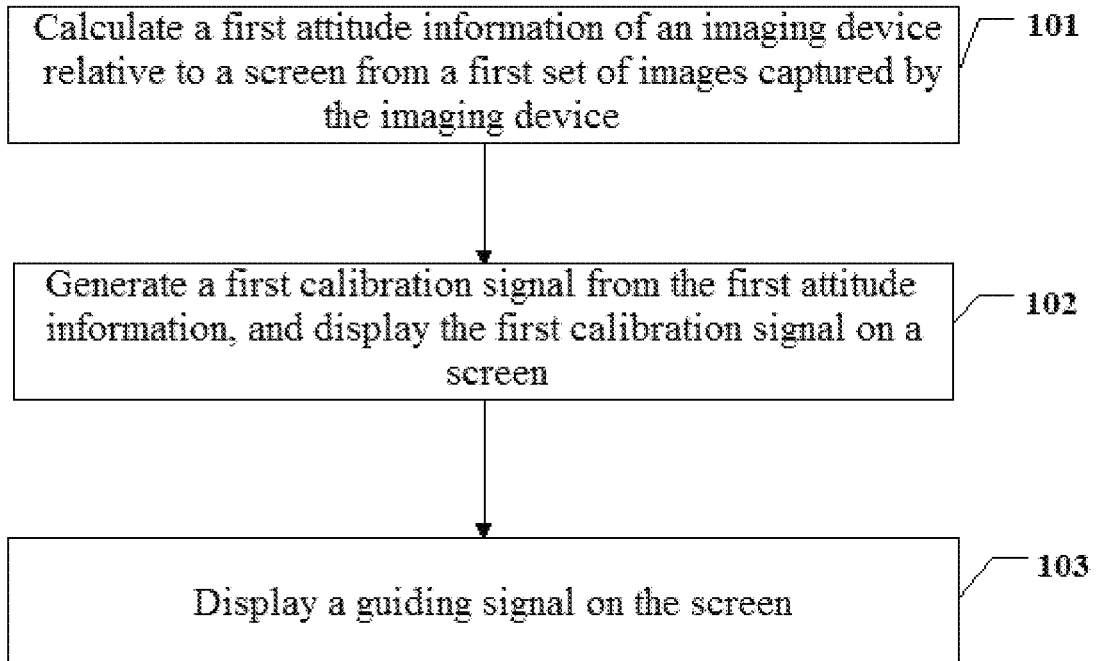 Calculate a first attitude information of an imaging device
relative to a screen from a first set of images captured by
the imaging device
101
Generate a first calibration signal from the first attitude
information, and display the first calibration signal on a
screen
102
Display a guiding signal on the screen
103